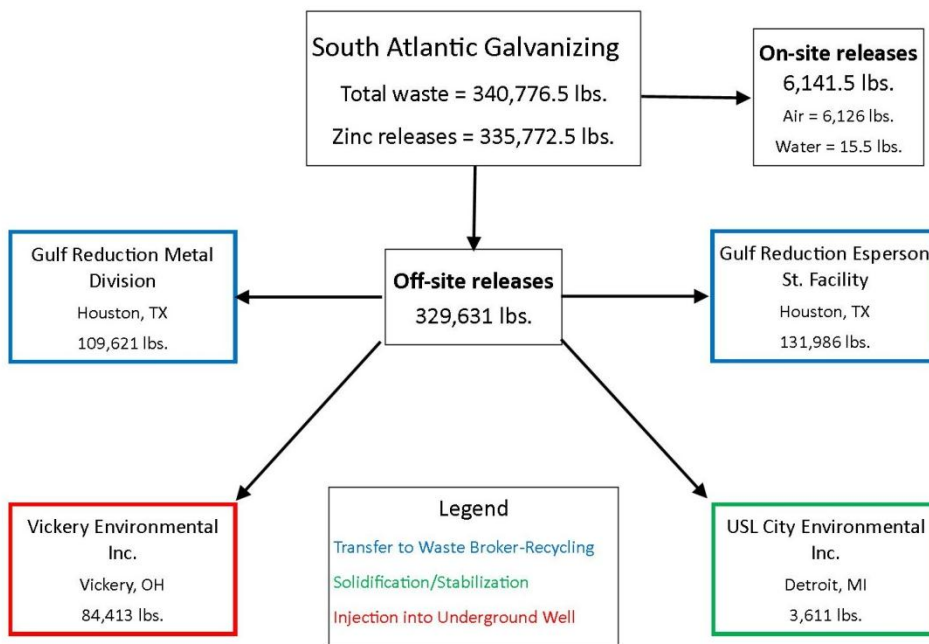 South Atlantic Galvanizing
Total waste = 340,776.5 lbs.
Zinc releases = 335,772.5 lbs.
On-site releases
6,141.5 lbs.
Air = 6,126 lbs.
Water = 15.5 lbs.
Gulf Reduction Metal
Division
Houston, TX
109,621 lbs.
Off-site releases
329,631 lbs.
Gulf Reduction Esperson
St. Facility
Houston, TX
131,986 lbs.
Vickery Environmental
Inc.
Vickery, OH
84,413 lbs.
Legend
Transfer to Waste Broker-Recycling
Solidification/Stabilization
Injection into Underground Well
USL City Environmental
Inc.
Detroit, MI
3,611 lbs.